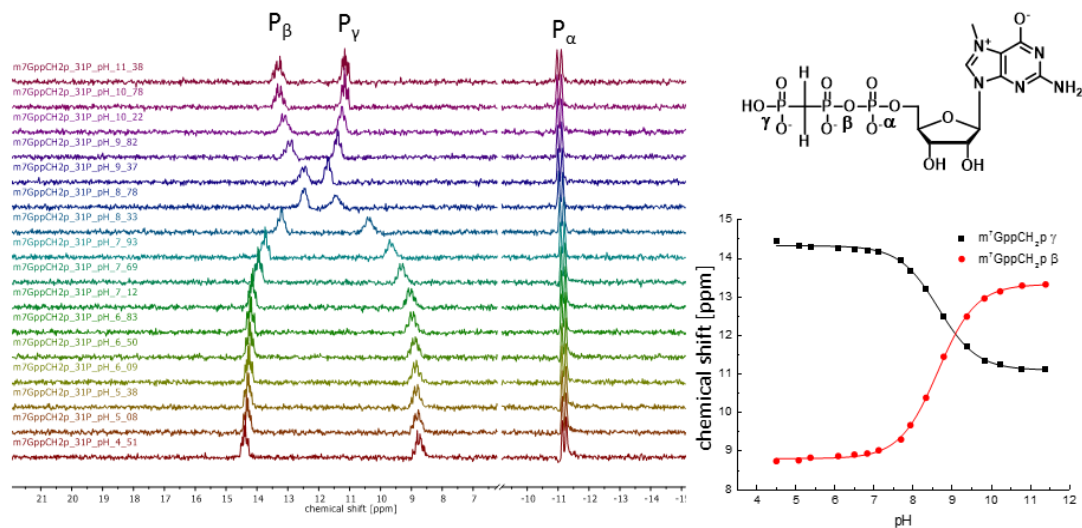 Pβ Pγ Pα
m7GppCH2p_31P_pH_11_38
m7GppCH2p_31P_pH_10_78
m7GppCH2p_31P_pH_10_22
m7GppCH2p_31P_pH_9_82
m7GppCH2p_31P_pH_9_37
m7GppCH2p_31P_pH_8_78
m7GppCH2p_31P_pH_8_33
m7GppCH2p_31P_pH_7_93
m7GppCH2p_31P_pH_7_69
m7GppCH2p_31P_pH_7_12
m7GppCH2p_31P_pH_6_83
m7GppCH2p_31P_pH_6_50
m7GppCH2p_31P_pH_6_09
m7GppCH2p_31P_pH_5_38
m7GppCH2p_31P_pH_5_08
m7GppCH2p_31P_pH_4_51
21 20 19 18 17 16 15 14 13 12 11 10 9 8 7 -10 -11 -12 -13 -14 -15
chemical shift [ppm]
O⁻
N⁺ N
N N NH₂
H O O
HO P P O P O
γ H O⁻ β O⁻ α
O⁻
O
OH OH
15
14
13
12
11
10
9
8
chemical shift [ppm]
m⁷GppCH₂p γ
m⁷GppCH₂p β
4 5 6 7 8 9 10 11 12
pH